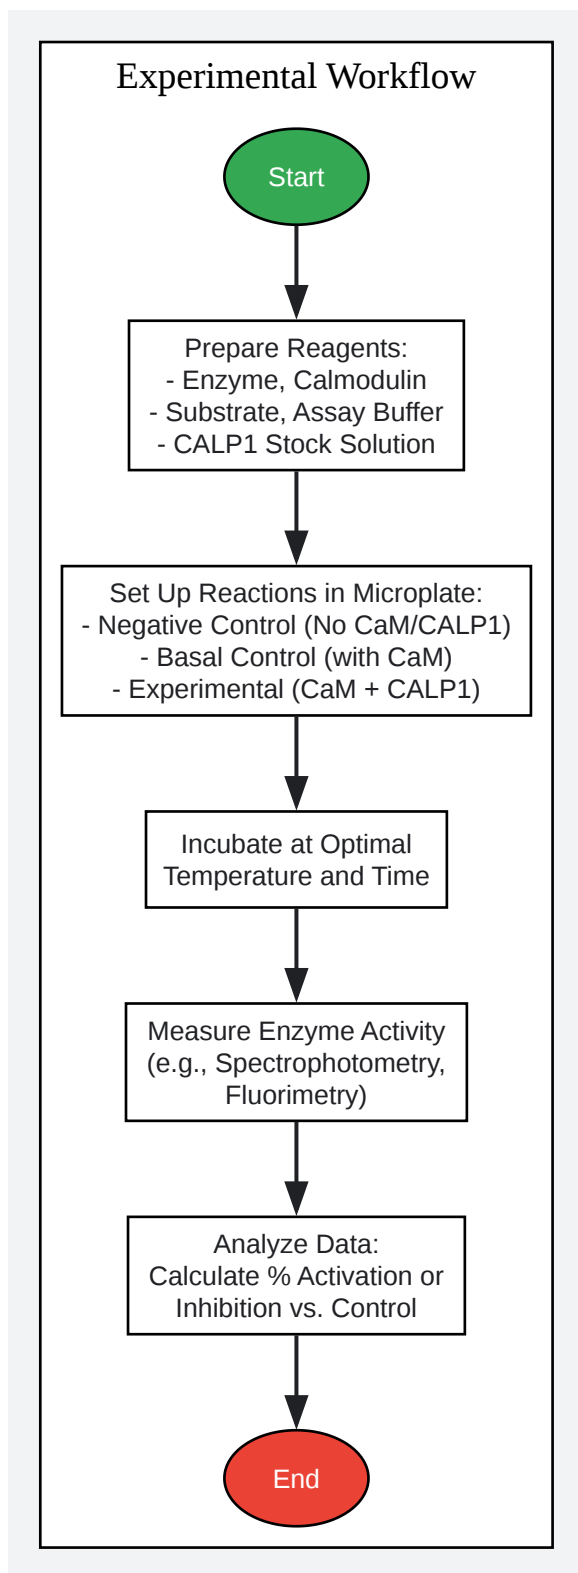 Experimental Workflow
Start
Prepare Reagents:
- Enzyme, Calmodulin
- Substrate, Assay Buffer
- CALP1 Stock Solution
Set Up Reactions in Microplate:
- Negative Control (No CaM/CALP1)
- Basal Control (with CaM)
- Experimental (CaM + CALP1)
Incubate at Optimal
Temperature and Time
Measure Enzyme Activity
(e.g., Spectrophotometry,
Fluorimetry)
Analyze Data:
Calculate % Activation or
Inhibition vs. Control
End